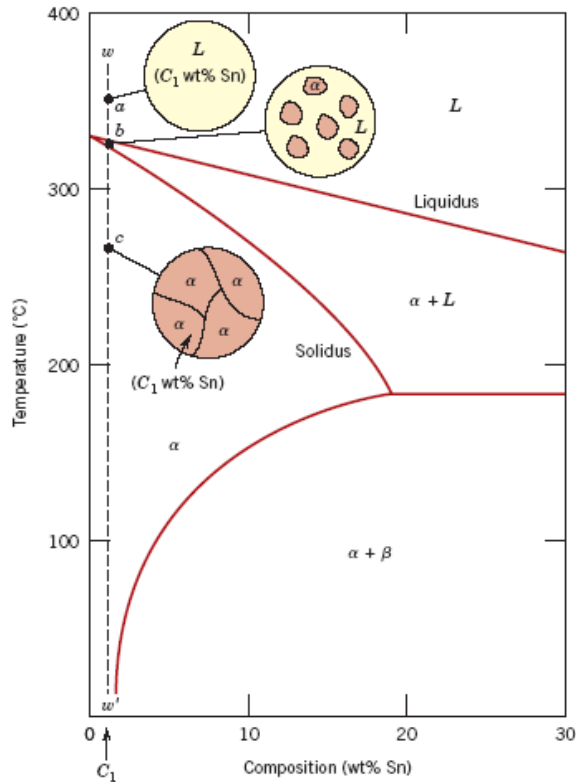 400
w
L
(C₁ wt% Sn)
a
α
L
L
b
300
Liquidus
c
α
α
α + L
α
α
Solidus
(C₁ wt% Sn)
200
Temperature (°C)
α
100
α + β
w'
0
10
20
30
C₁
Composition (wt% Sn)